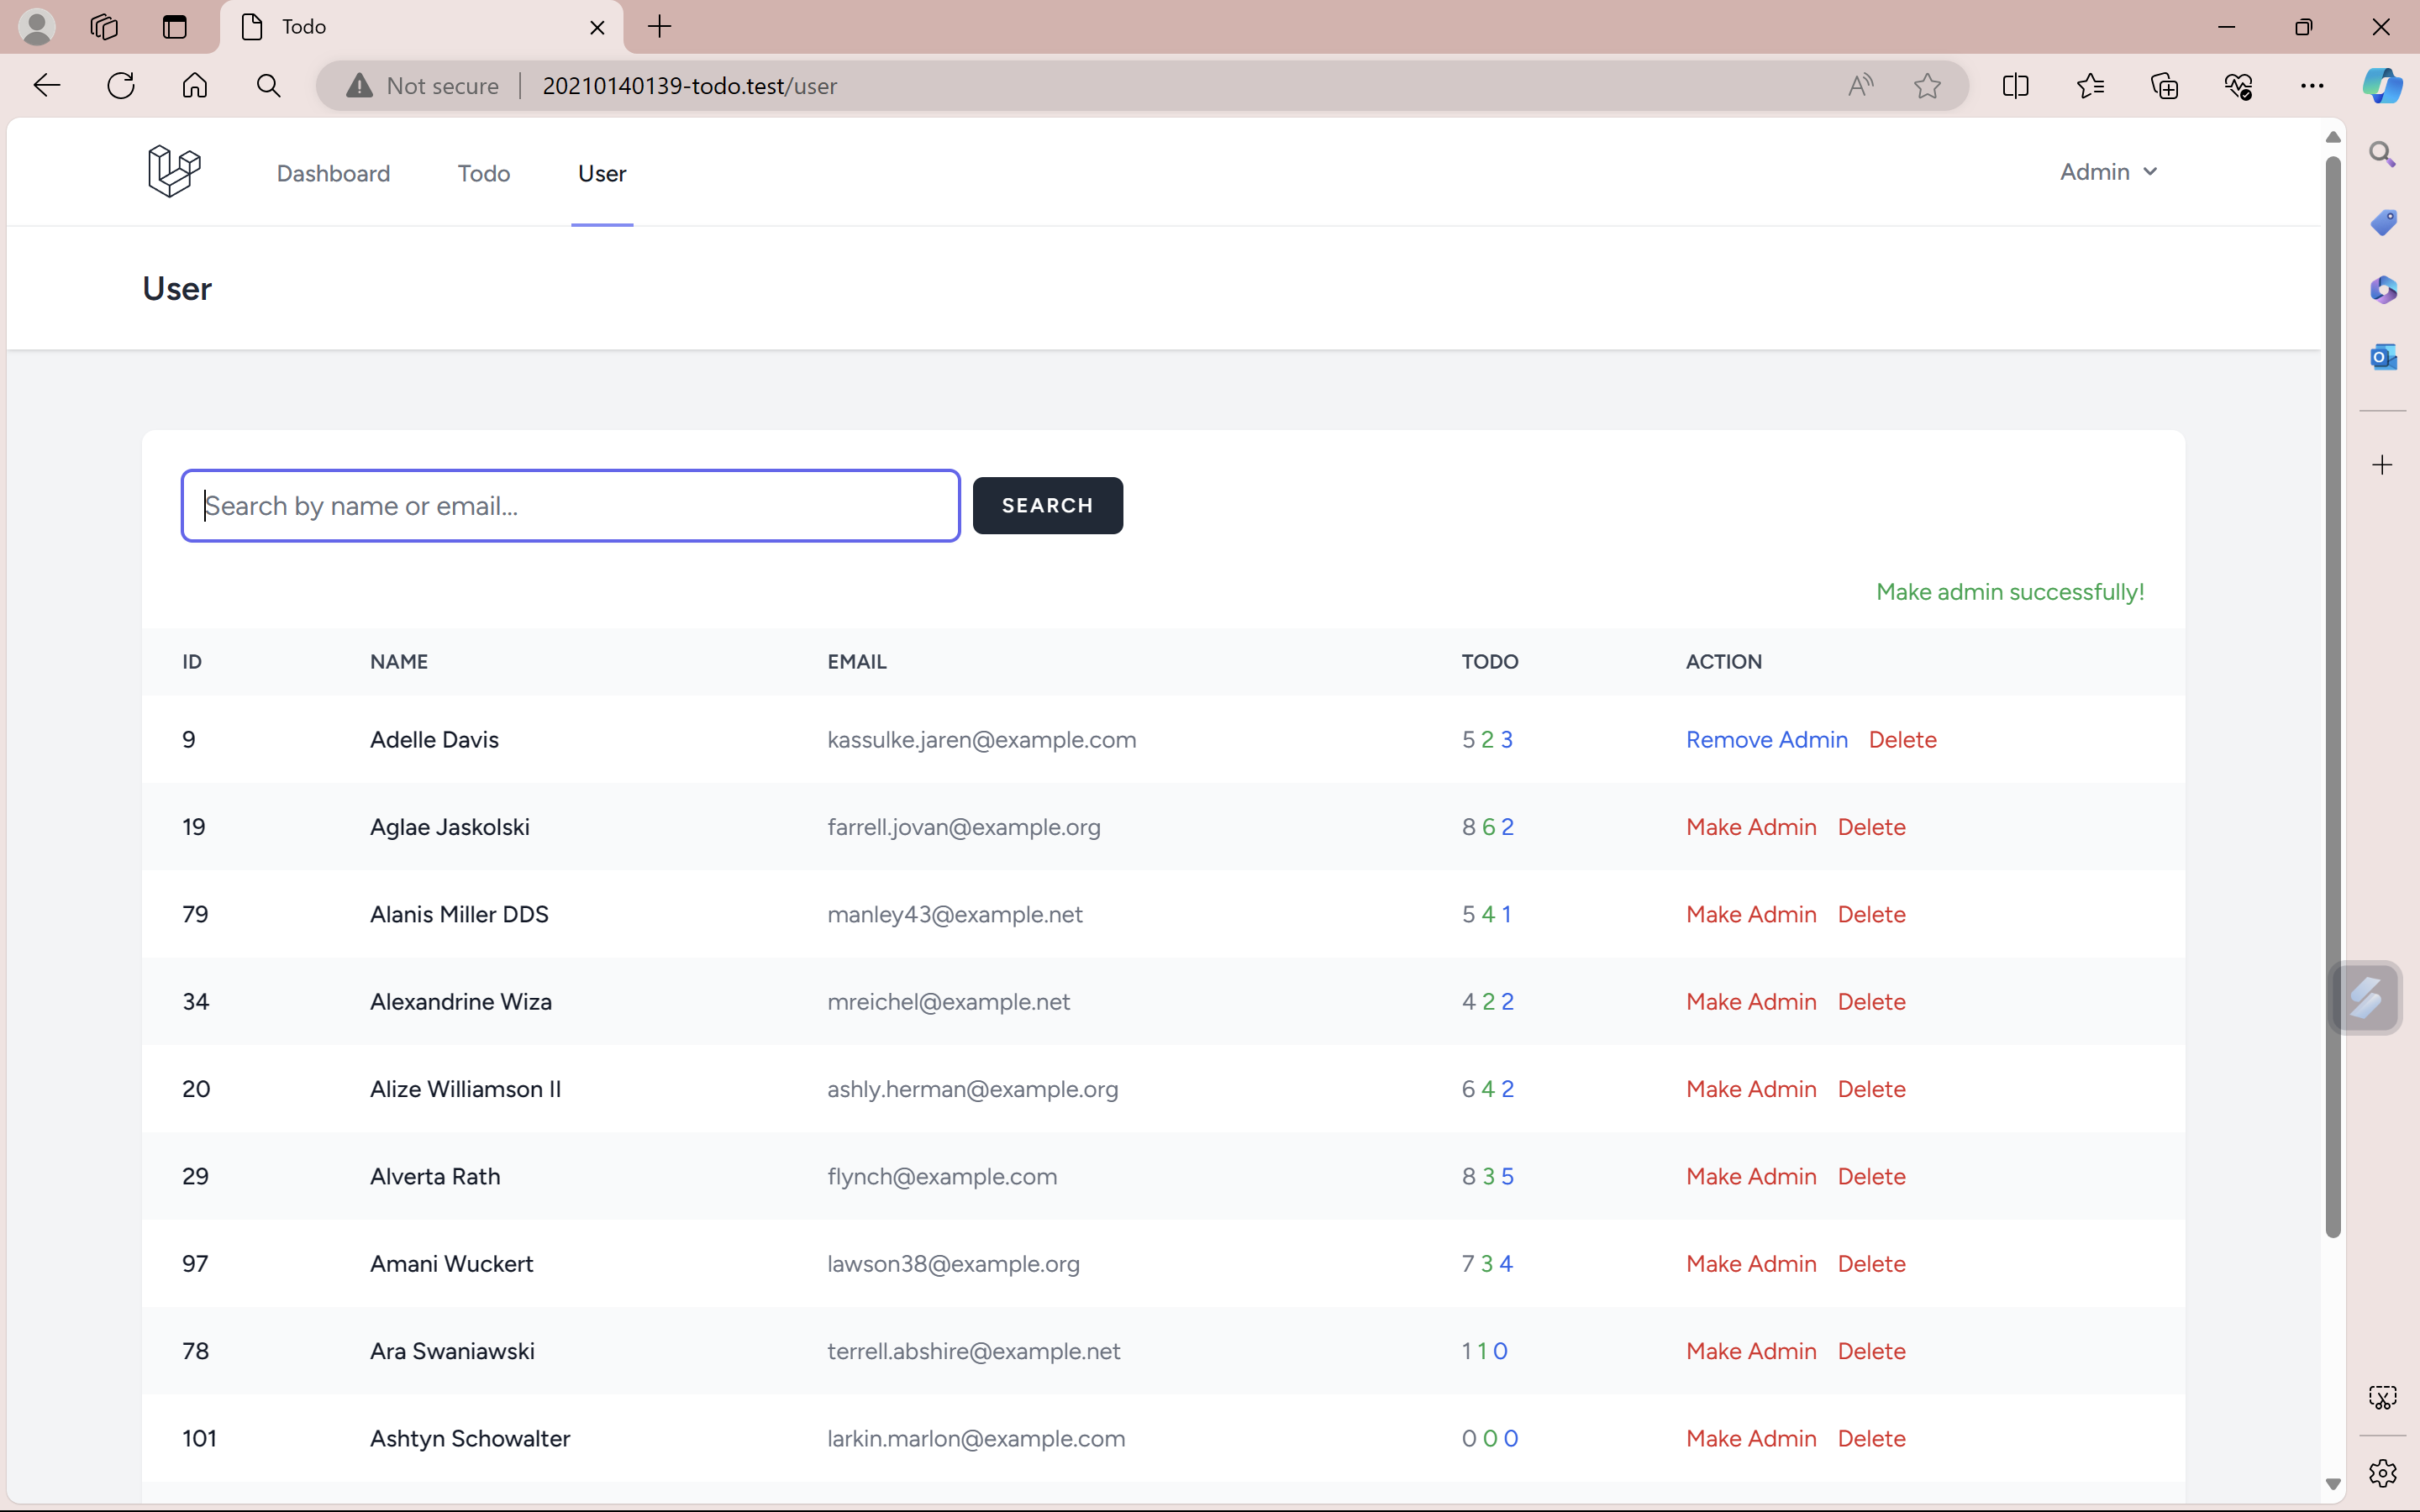 Todo
Not secure 20210140139-todo.test/user
Dashboard Todo User Admin
User
Search by name or email... SEARCH
Make admin successfully!
ID NAME EMAIL TODO ACTION
9 Adelle Davis kassulke.jaren@example.com 5 2 3 Remove Admin Delete
19 Aglae Jaskolski farrell.jovan@example.org 8 6 2 Make Admin Delete
79 Alanis Miller DDS manley43@example.net 5 4 1 Make Admin Delete
34 Alexandrine Wiza mreichel@example.net 4 2 2 Make Admin Delete
20 Alize Williamson II ashly.herman@example.org 6 4 2 Make Admin Delete
29 Alverta Rath flynch@example.com 8 3 5 Make Admin Delete
97 Amani Wuckert lawson38@example.org 7 3 4 Make Admin Delete
78 Ara Swaniawski terrell.abshire@example.net 1 1 0 Make Admin Delete
101 Ashtyn Schowalter larkin.marlon@example.com 0 0 0 Make Admin Delete